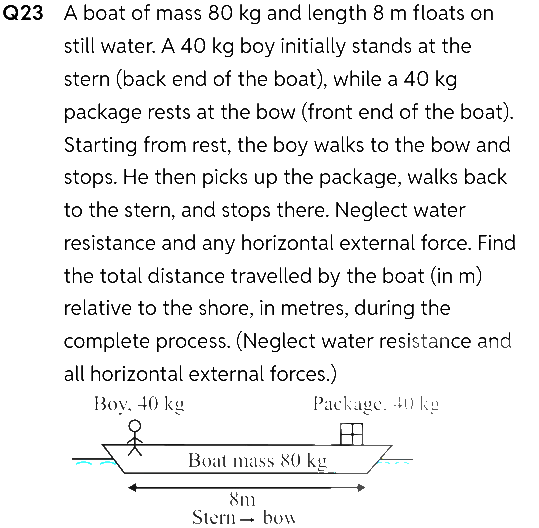 Q23 A boat of mass 80 kg and length 8 m floats on
still water. A 40 kg boy initially stands at the
stern (back end of the boat), while a 40 kg
package rests at the bow (front end of the boat).
Starting from rest, the boy walks to the bow and
stops. He then picks up the package, walks back
to the stern, and stops there. Neglect water
resistance and any horizontal external force. Find
the total distance travelled by the boat (in m)
relative to the shore, in metres, during the
complete process. (Neglect water resistance and
all horizontal external forces.)
Boy, 40 kg Package. 40 kg
Boat mass 80 kg
8m
Stern → bow